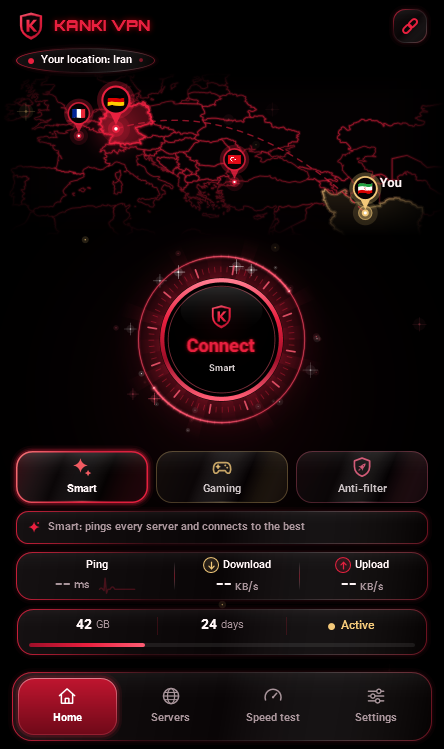 KANKI VPN
Your location: Iran
You
Connect
Smart
Smart
Gaming
Anti-filter
Smart: pings every server and connects to the best
Ping
Download
Upload
-- ms
-- KB/s
-- KB/s
42 GB
24 days
Active
Home
Servers
Speed test
Settings